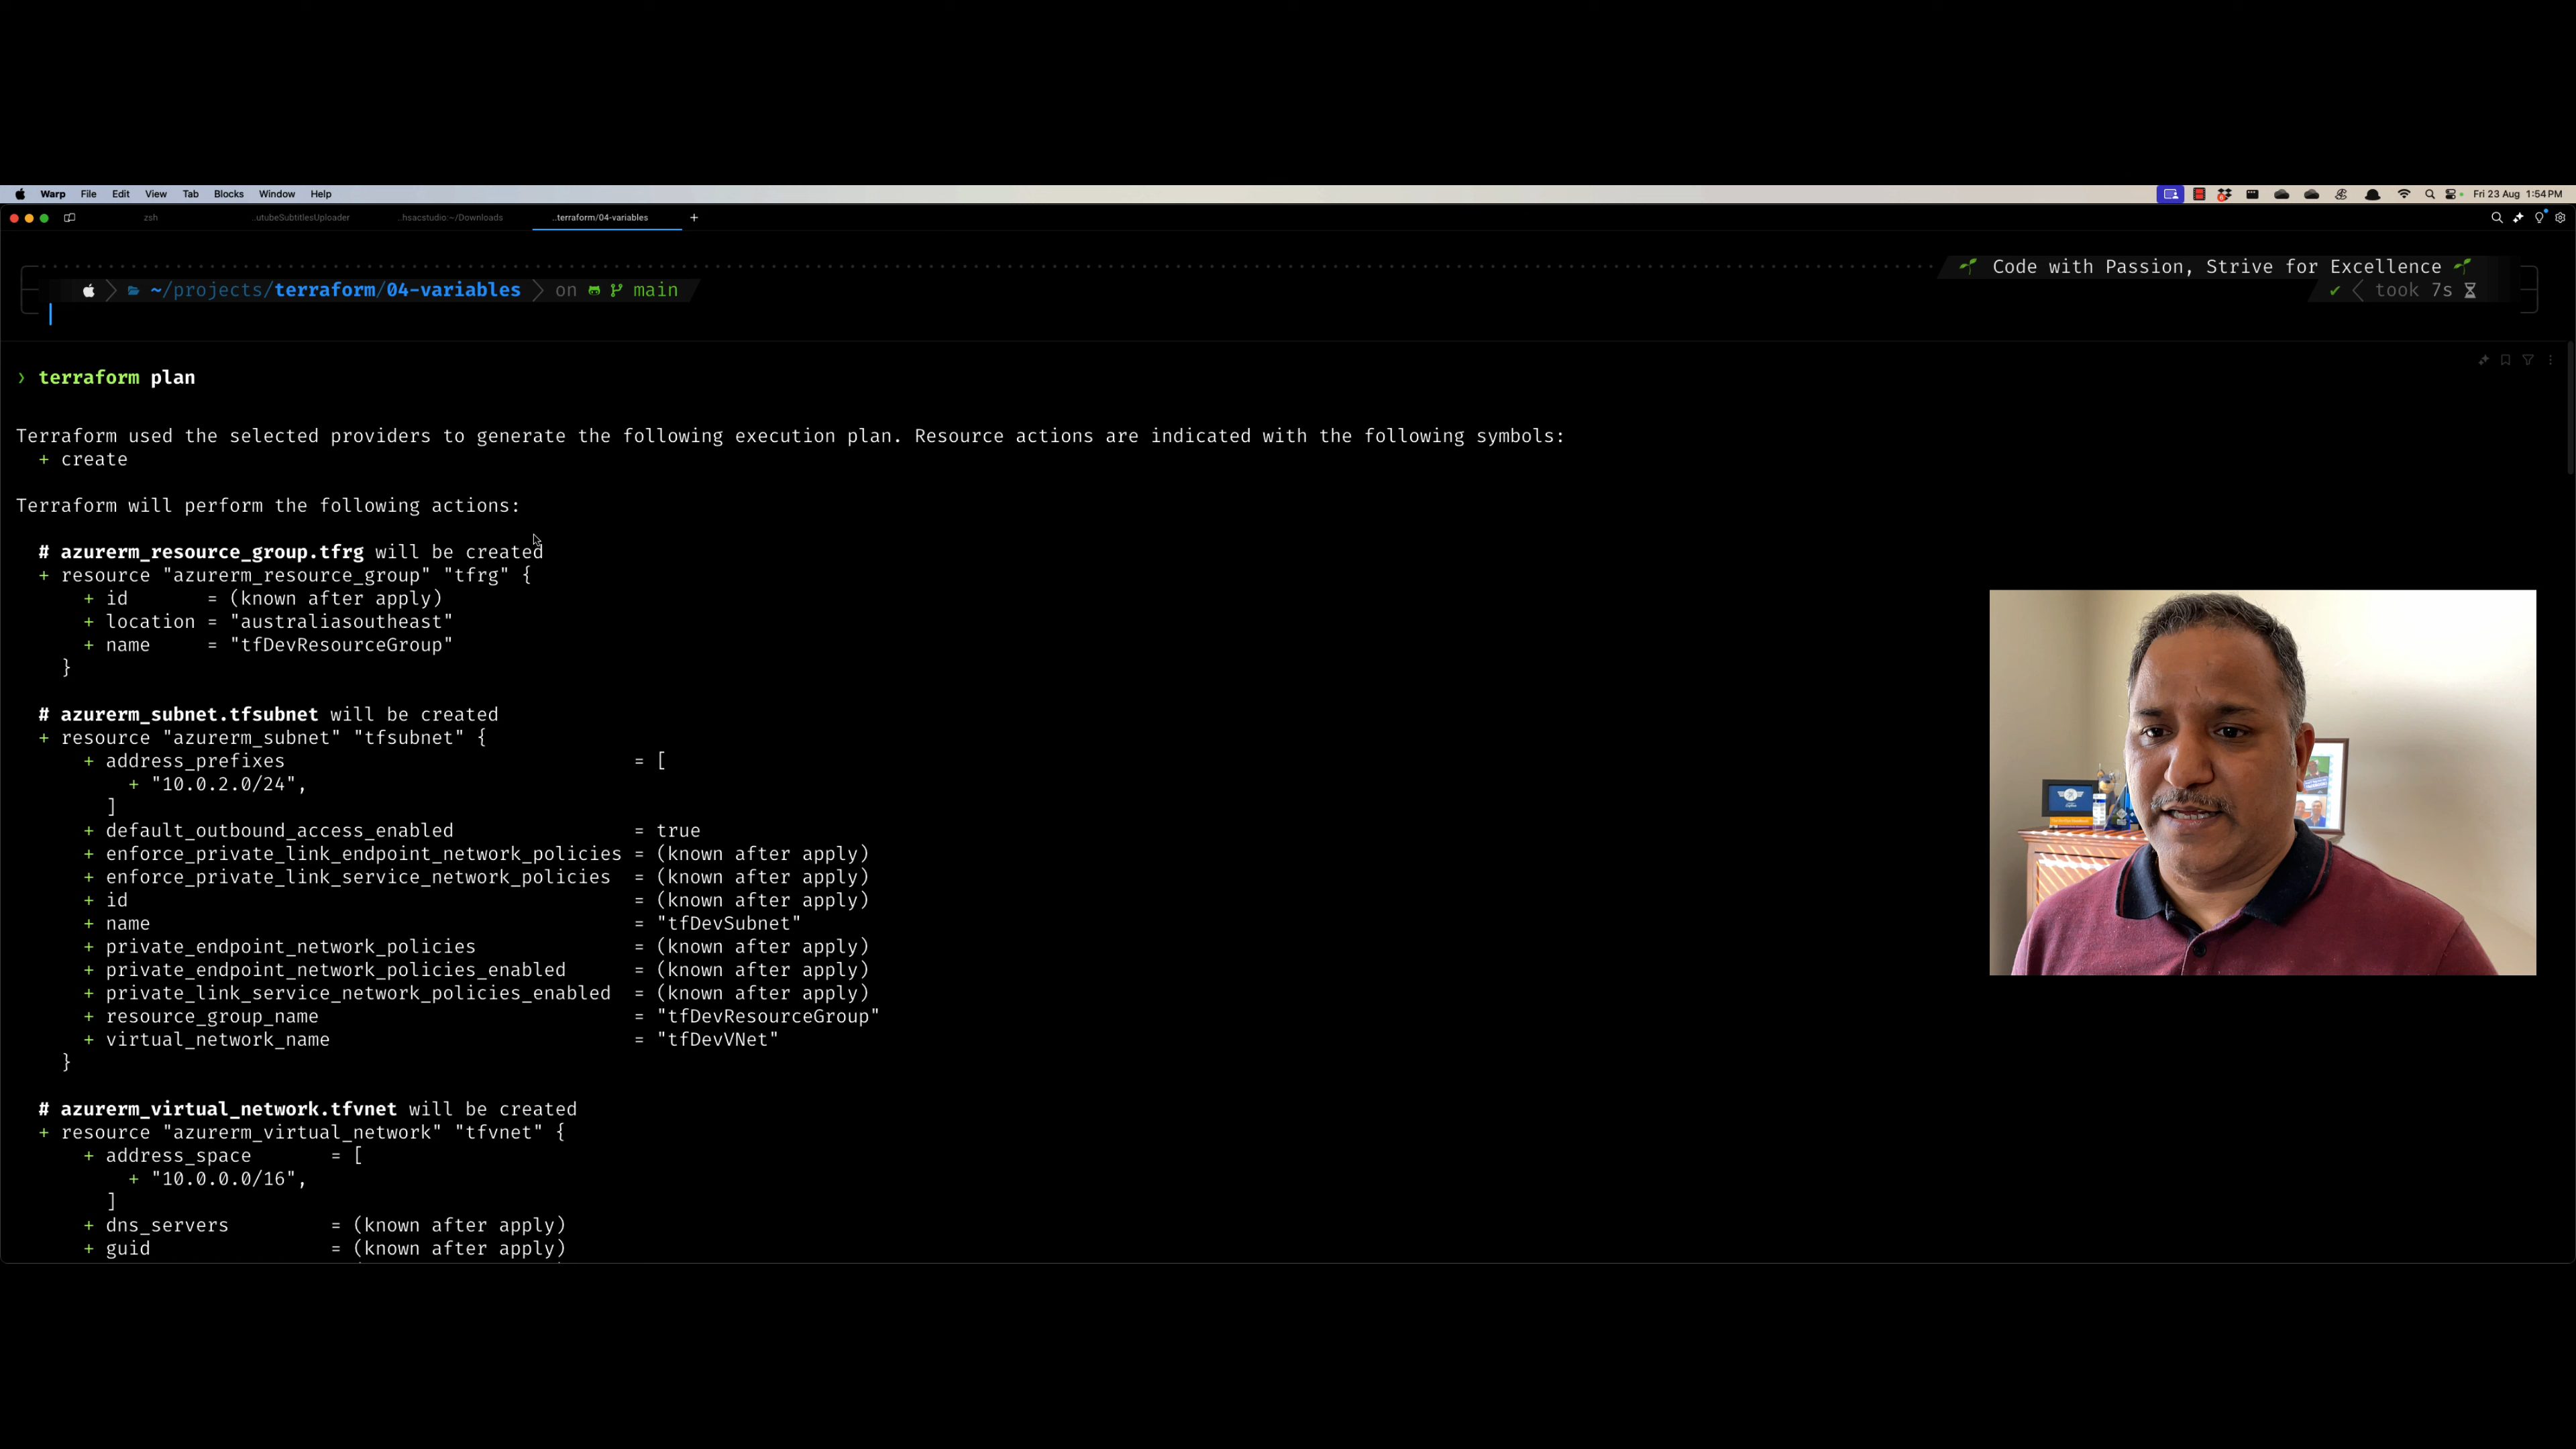 Warp File Edit View Tab Blocks Window Help
Fri 23 Aug 1:54 PM
zsh
..utubeSubtitlesUploader
..hsacstudio:~/Downloads
..terraform/04-variables
+
Code with Passion, Strive for Excellence
~/projects/terraform/04-variables > on main
✔ < took 7s
❯ terraform plan
Terraform used the selected providers to generate the following execution plan. Resource actions are indicated with the following symbols:
+ create
Terraform will perform the following actions:
# azurerm_resource_group.tfrg will be created
+ resource "azurerm_resource_group" "tfrg" {
+ id = (known after apply)
+ location = "australiasoutheast"
+ name = "tfDevResourceGroup"
}
# azurerm_subnet.tfsubnet will be created
+ resource "azurerm_subnet" "tfsubnet" {
+ address_prefixes = [
+ "10.0.2.0/24",
]
+ default_outbound_access_enabled = true
+ enforce_private_link_endpoint_network_policies = (known after apply)
+ enforce_private_link_service_network_policies = (known after apply)
+ id = (known after apply)
+ name = "tfDevSubnet"
+ private_endpoint_network_policies = (known after apply)
+ private_endpoint_network_policies_enabled = (known after apply)
+ private_link_service_network_policies_enabled = (known after apply)
+ resource_group_name = "tfDevResourceGroup"
+ virtual_network_name = "tfDevVNet"
}
# azurerm_virtual_network.tfvnet will be created
+ resource "azurerm_virtual_network" "tfvnet" {
+ address_space = [
+ "10.0.0.0/16",
]
+ dns_servers = (known after apply)
+ guid = (known after apply)